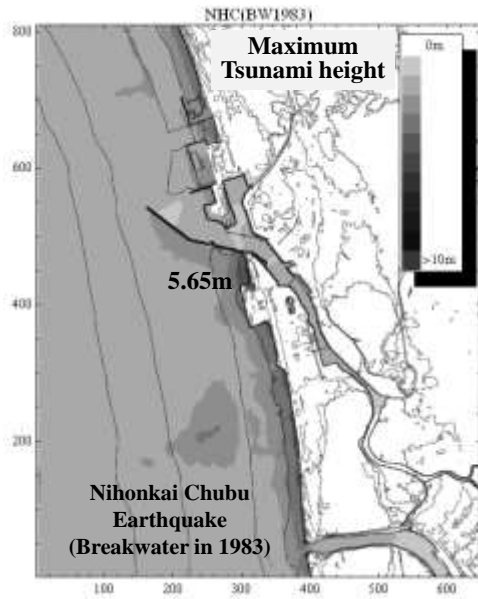 NHC(BW1983)
800
Maximum
Tsunami height
0m
>10m
600
5.65m
400
200
Nihonkai Chubu
Earthquake
(Breakwater in 1983)
0
100 200 300 400 500 600